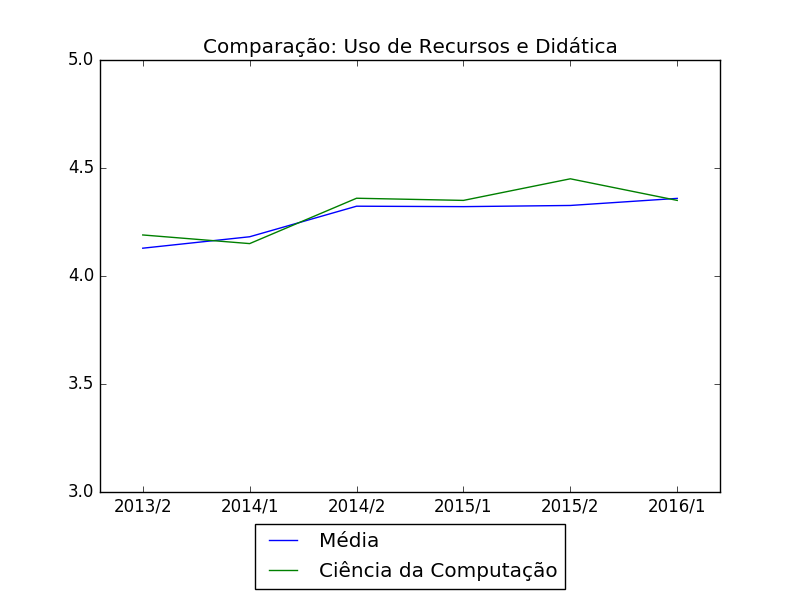 Comparação: Uso de Recursos e Didática
5.0
4.5
4.0
3.5
3.0
2013/2 2014/1 2014/2 2015/1 2015/2 2016/1
Média
Ciência da Computação